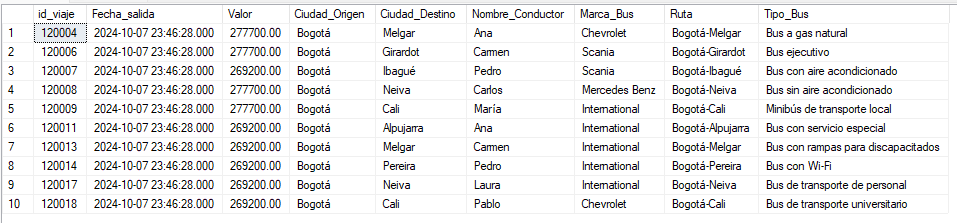 id_viaje Fecha_salida Valor Ciudad_Origen Ciudad_Destino Nombre_Conductor Marca_Bus Ruta Tipo_Bus
1 120004 2024-10-07 23:46:28.000 277700.00 Bogotá Melgar Ana Chevrolet Bogotá-Melgar Bus a gas natural
2 120006 2024-10-07 23:46:28.000 277700.00 Bogotá Girardot Carmen Scania Bogotá-Girardot Bus ejecutivo
3 120007 2024-10-07 23:46:28.000 269200.00 Bogotá Ibagué Pedro Scania Bogotá-Ibagué Bus con aire acondicionado
4 120008 2024-10-07 23:46:28.000 277700.00 Bogotá Neiva Carlos Mercedes Benz Bogotá-Neiva Bus sin aire acondicionado
5 120009 2024-10-07 23:46:28.000 277700.00 Bogotá Cali María International Bogotá-Cali Minibús de transporte local
6 120011 2024-10-07 23:46:28.000 269200.00 Bogotá Alpujarra Ana International Bogotá-Alpujarra Bus con servicio especial
7 120013 2024-10-07 23:46:28.000 269200.00 Bogotá Melgar Carmen International Bogotá-Melgar Bus con rampas para discapacitados
8 120014 2024-10-07 23:46:28.000 269200.00 Bogotá Pereira Pedro International Bogotá-Pereira Bus con Wi-Fi
9 120017 2024-10-07 23:46:28.000 269200.00 Bogotá Neiva Laura International Bogotá-Neiva Bus de transporte de personal
10 120018 2024-10-07 23:46:28.000 269200.00 Bogotá Cali Pablo Chevrolet Bogotá-Cali Bus de transporte universitario